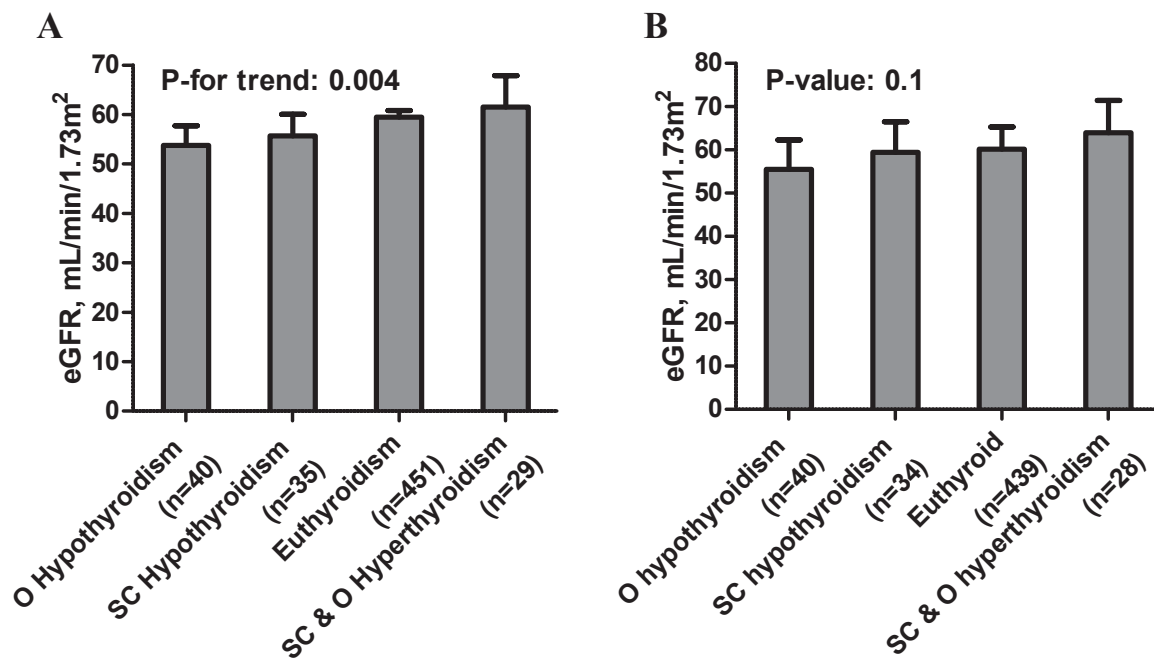 A
P-for trend: 0.004
eGFR, mL/min/1.73m²
70
60
50
40
30
20
10
0
O Hypothyroidism
(n=40)
SC Hypothyroidism
(n=35)
Euthyroidism
(n=451)
SC & O Hyperthyroidism
(n=29)
B
P-value: 0.1
eGFR, mL/min/1.73m²
80
70
60
50
40
30
20
10
0
O hypothyroidism
(n=40)
SC hypothyroidism
(n=34)
Euthyroid
(n=439)
SC & O hyperthyroidism
(n=28)